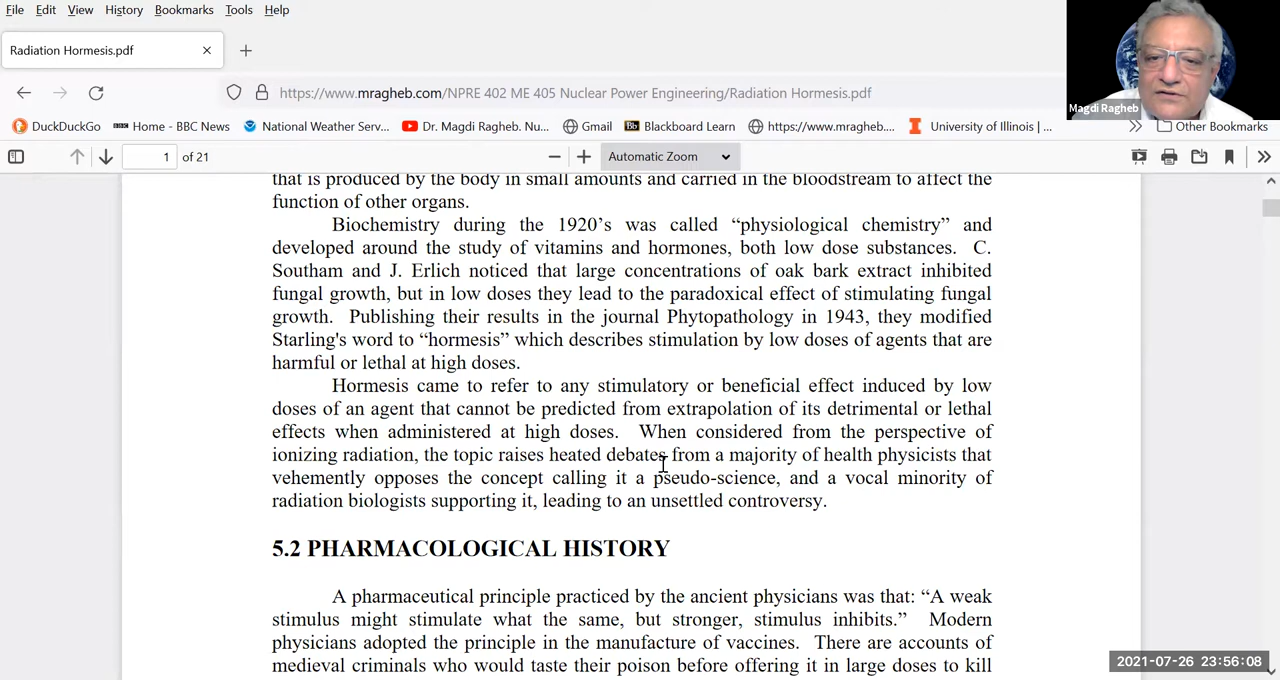 File Edit View History Bookmarks Tools Help
Radiation Hormesis.pdf
https://www.mragheb.com/NPRE 402 ME 405 Nuclear Power Engineering/Radiation Hormesis.pdf
Magdi Ragheb
DuckDuckGo BBC Home - BBC News National Weather Serv... Dr. Magdi Ragheb. Nu... Gmail Bb Blackboard Learn https://www.mragheb.... I University of Illinois |... Other Bookmarks
1 of 21 Automatic Zoom
that is produced by the body in small amounts and carried in the bloodstream to affect the
function of other organs.
Biochemistry during the 1920’s was called “physiological chemistry” and
developed around the study of vitamins and hormones, both low dose substances. C.
Southam and J. Erlich noticed that large concentrations of oak bark extract inhibited
fungal growth, but in low doses they lead to the paradoxical effect of stimulating fungal
growth. Publishing their results in the journal Phytopathology in 1943, they modified
Starling's word to “hormesis” which describes stimulation by low doses of agents that are
harmful or lethal at high doses.
Hormesis came to refer to any stimulatory or beneficial effect induced by low
doses of an agent that cannot be predicted from extrapolation of its detrimental or lethal
effects when administered at high doses. When considered from the perspective of
ionizing radiation, the topic raises heated debates from a majority of health physicists that
vehemently opposes the concept calling it a pseudo-science, and a vocal minority of
radiation biologists supporting it, leading to an unsettled controversy.
5.2 PHARMACOLOGICAL HISTORY
A pharmaceutical principle practiced by the ancient physicians was that: “A weak
stimulus might stimulate what the same, but stronger, stimulus inhibits.” Modern
physicians adopted the principle in the manufacture of vaccines. There are accounts of
medieval criminals who would taste their poison before offering it in large doses to kill
2021-07-26 23:56:08